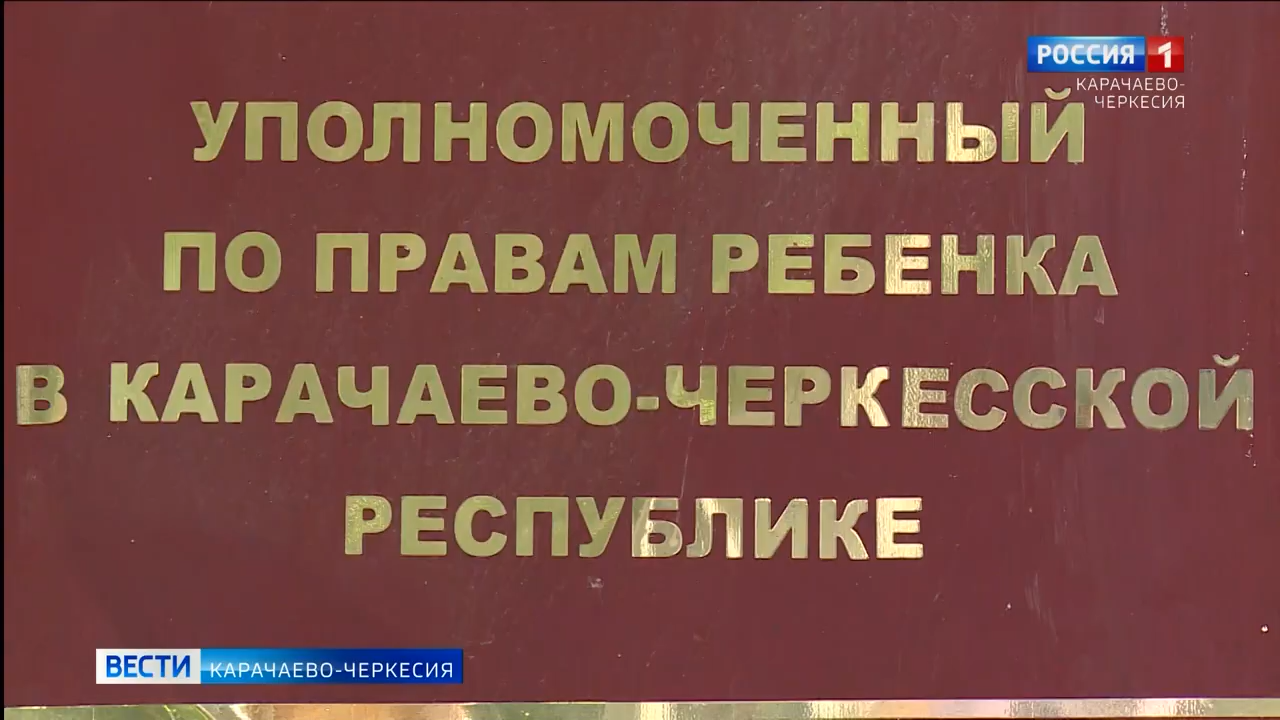 РОССИЯ 1
КАРАЧАЕВО-
ЧЕРКЕСИЯ
УПОЛНОМОЧЕННЫЙ
ПО ПРАВАМ РЕБЕНКА
В КАРАЧАЕВО-ЧЕРКЕССКОЙ
РЕСПУБЛИКЕ
ВЕСТИ КАРАЧАЕВО-ЧЕРКЕСИЯ